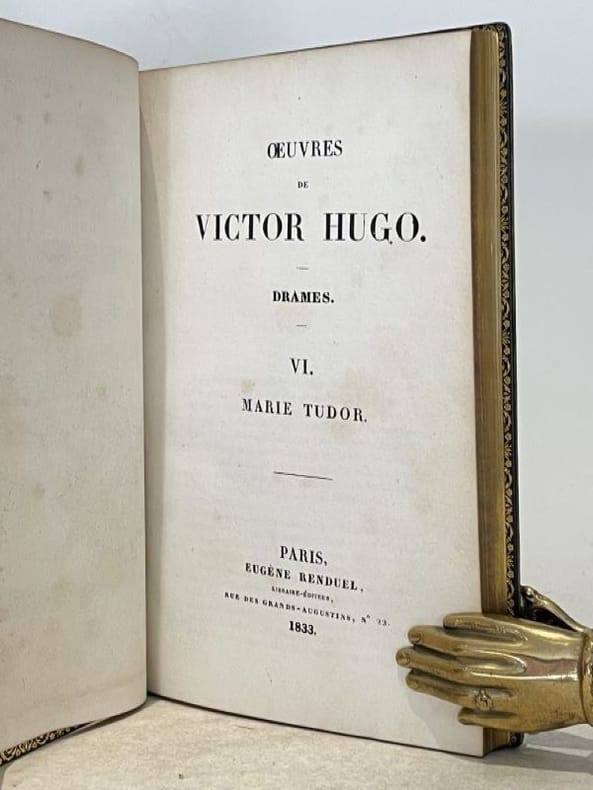 ŒUVRES
DE
VICTOR HUGO.
DRAMES.
VI.
MARIE TUDOR.
PARIS,
EUGÈNE RENDUEL,
LIBRAIRE-ÉDITEUR,
RUE DES GRANDS-AUGUSTINS, N° 22.
1833.